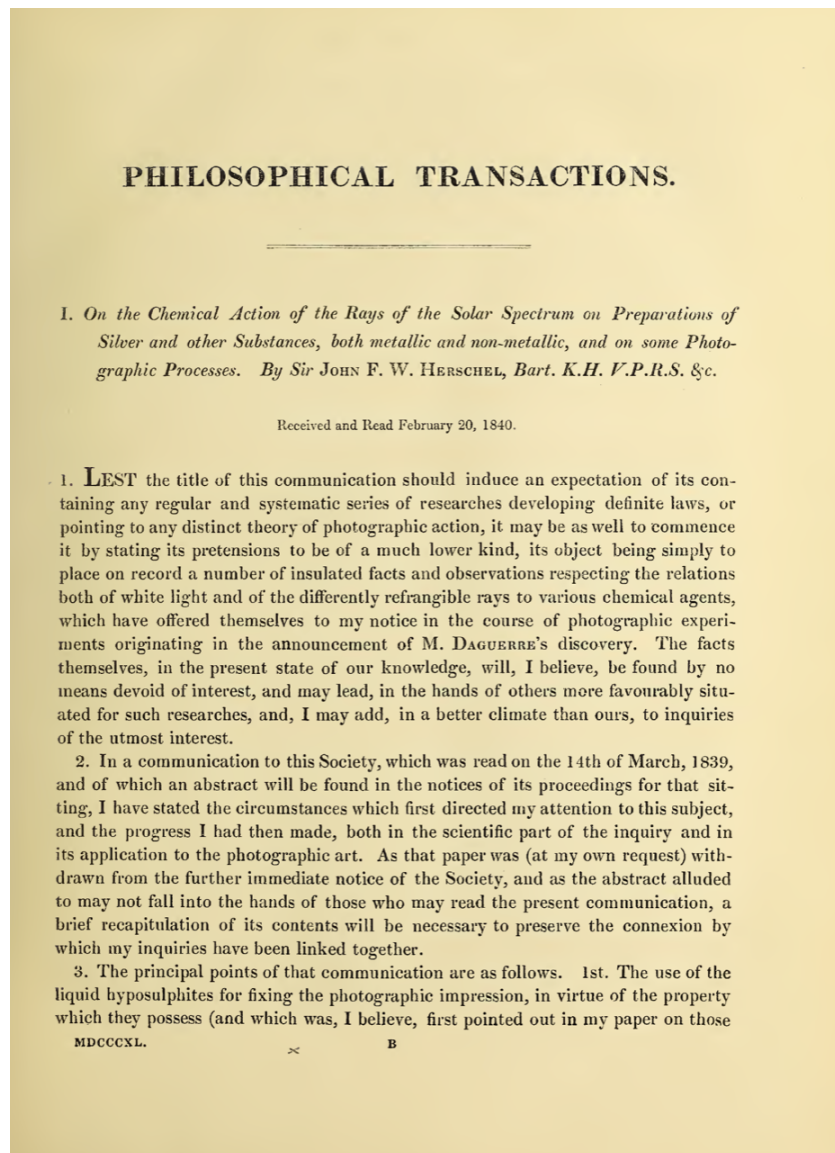 PHILOSOPHICAL TRANSACTIONS.
I. On the Chemical Action of the Rays of the Solar Spectrum on Preparations of
Silver and other Substances, both metallic and non-metallic, and on some Photo-
graphic Processes. By Sir JOHN F. W. HERSCHEL, Bart. K.H. V.P.R.S. &c.
Received and Read February 20, 1840.
1. LEST the title of this communication should induce an expectation of its con-
taining any regular and systematic series of researches developing definite laws, or
pointing to any distinct theory of photographic action, it may be as well to commence
it by stating its pretensions to be of a much lower kind, its object being simply to
place on record a number of insulated facts and observations respecting the relations
both of white light and of the differently refrangible rays to various chemical agents,
which have offered themselves to my notice in the course of photographic experi-
ments originating in the announcement of M. DAGUERRE's discovery. The facts
themselves, in the present state of our knowledge, will, I believe, be found by no
means devoid of interest, and may lead, in the hands of others more favourably situ-
ated for such researches, and, I may add, in a better climate than ours, to inquiries
of the utmost interest.
2. In a communication to this Society, which was read on the 14th of March, 1839,
and of which an abstract will be found in the notices of its proceedings for that sit-
ting, I have stated the circumstances which first directed my attention to this subject,
and the progress I had then made, both in the scientific part of the inquiry and in
its application to the photographic art. As that paper was (at my own request) with-
drawn from the further immediate notice of the Society, and as the abstract alluded
to may not fall into the hands of those who may read the present communication, a
brief recapitulation of its contents will be necessary to preserve the connexion by
which my inquiries have been linked together.
3. The principal points of that communication are as follows. 1st. The use of the
liquid hyposulphites for fixing the photographic impression, in virtue of the property
which they possess (and which was, I believe, first pointed out in my paper on those
MDCCCXL. B